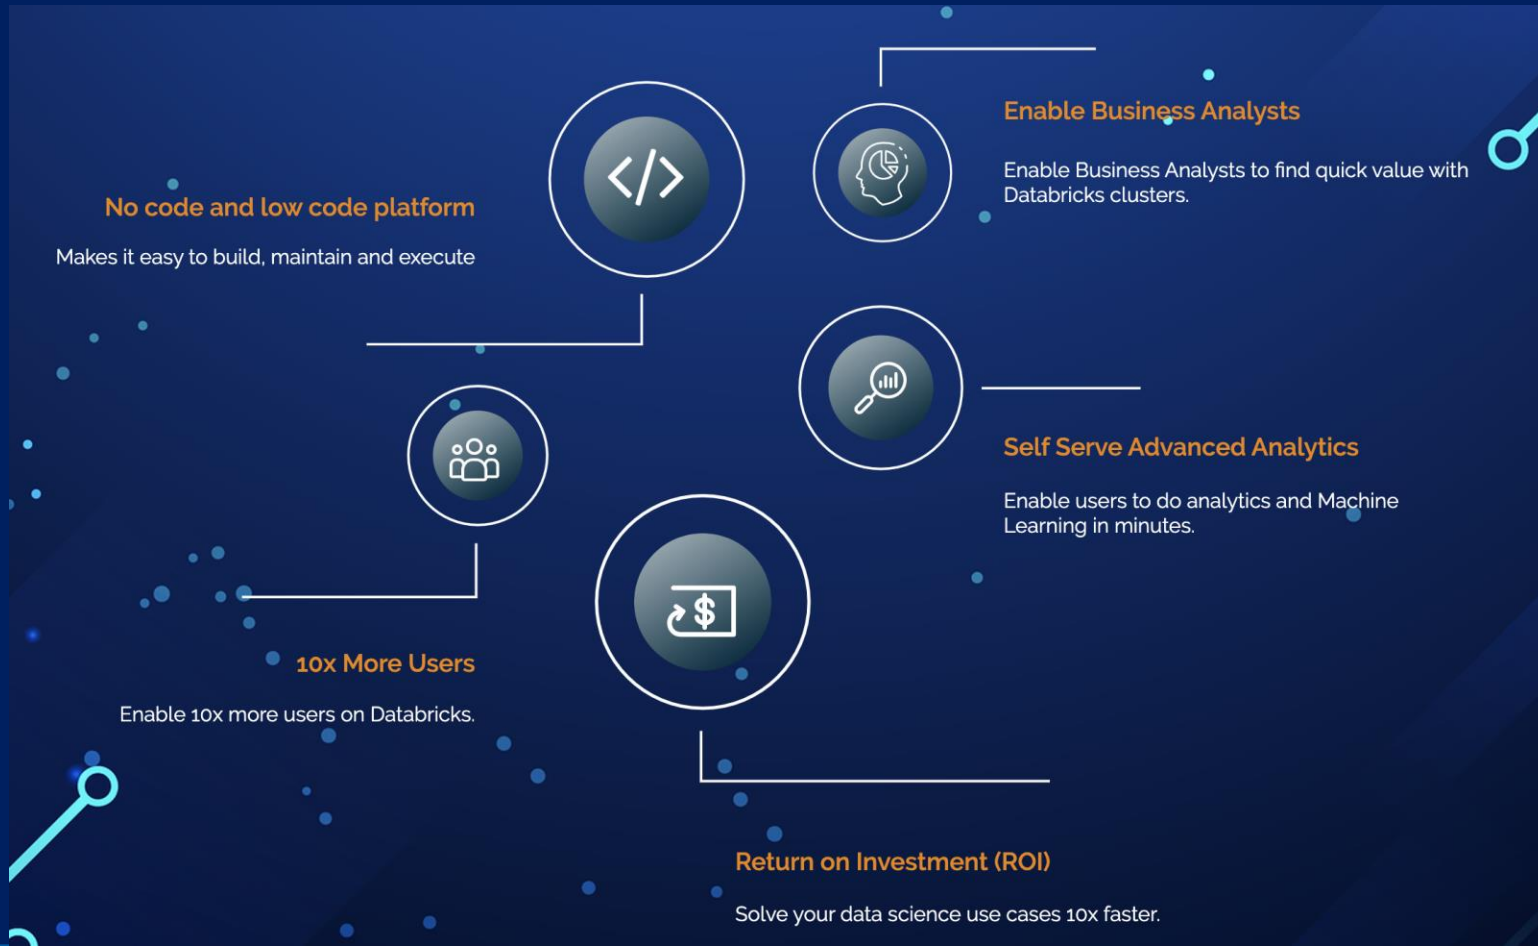 No code and low code platform
Makes it easy to build, maintain and execute
Enable Business Analysts
Enable Business Analysts to find quick value with
Databricks clusters.
Self Serve Advanced Analytics
Enable users to do analytics and Machine
Learning in minutes.
10x More Users
Enable 10x more users on Databricks.
$
Return on Investment (ROI)
Solve your data science use cases 10x faster.